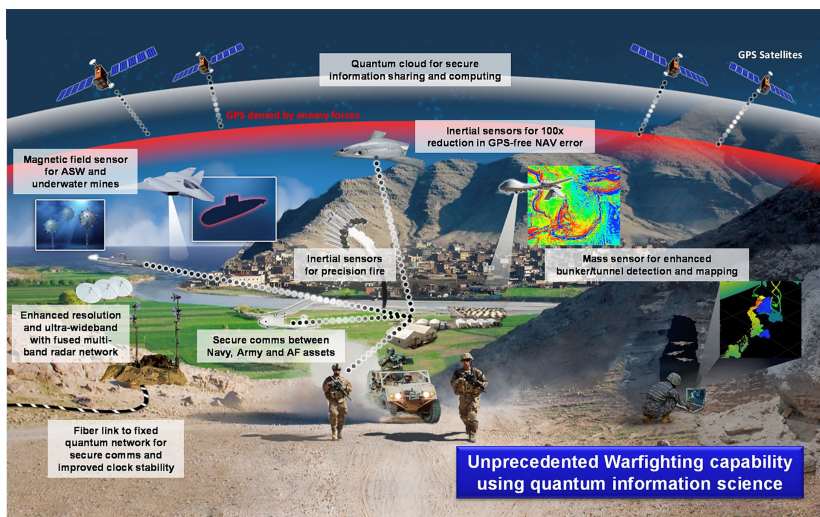 Quantum cloud for secure
information sharing and computing
GPS Satellites
GPS denied by enemy forces
Inertial sensors for 100x
reduction in GPS-free NAV error
Magnetic field sensor
for ASW and
underwater mines
Inertial sensors
for precision fire
Mass sensor for enhanced
bunker/tunnel detection and mapping
Enhanced resolution
and ultra-wideband
with fused multi-
band radar network
Secure comms between
Navy, Army and AF assets
Fiber link to fixed
quantum network for
secure comms and
improved clock stability
Unprecedented Warfighting capability
using quantum information science